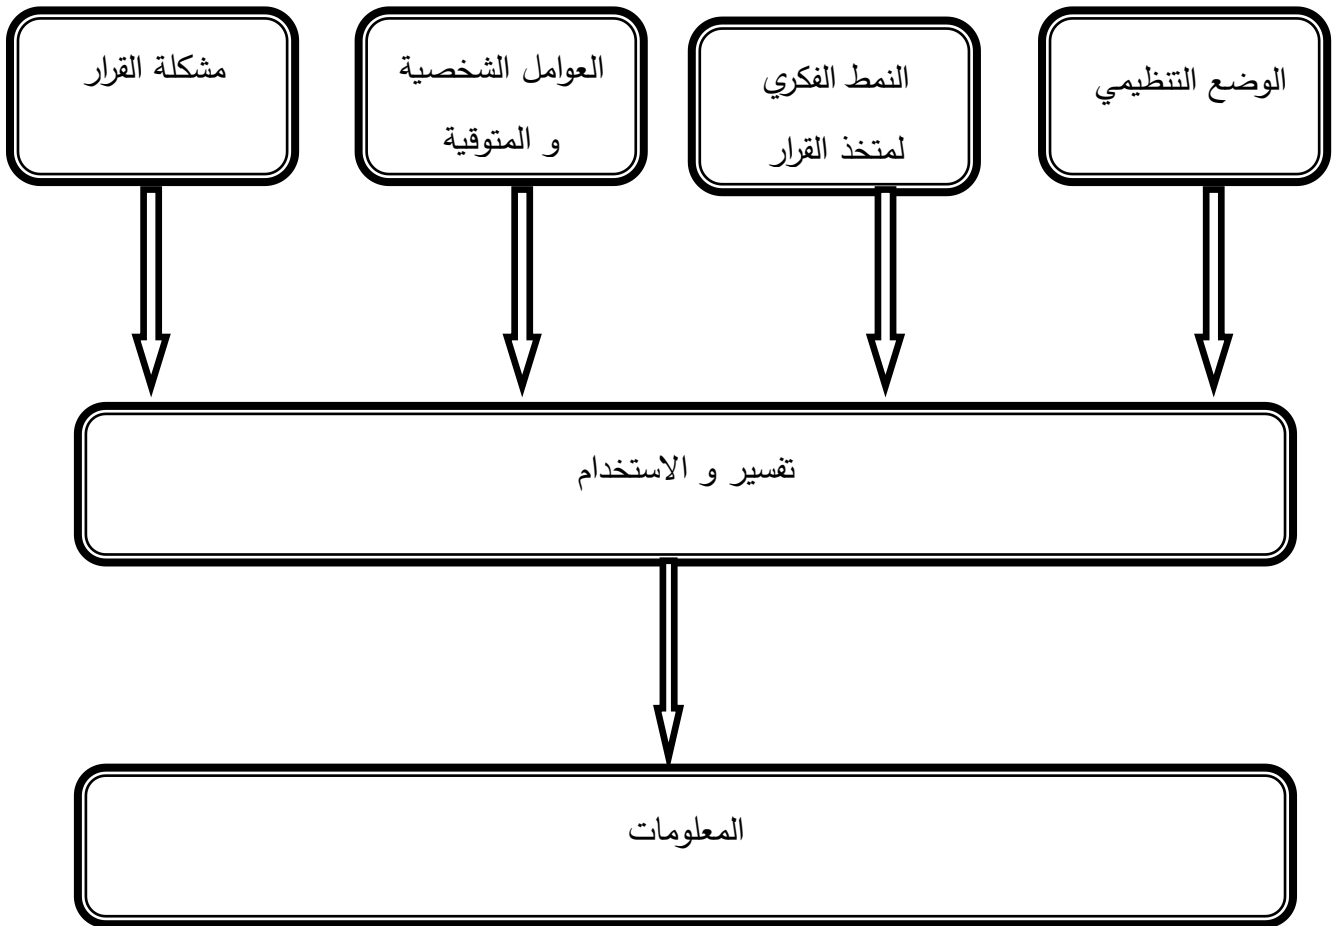 الوضع التنظيمي
النمط الفكري
لمتخذ القرار
العوامل الشخصية
و المتوقية
مشكلة القرار
تفسير و الاستخدام
المعلومات